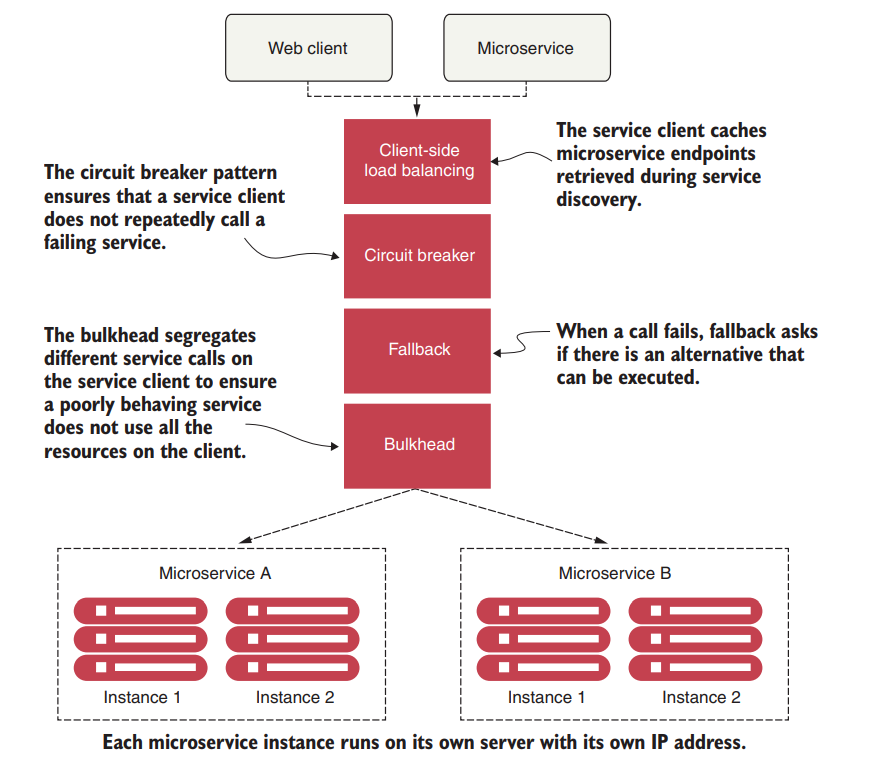 Web client
Microservice
Client-side
load balancing
The service client caches
microservice endpoints
retrieved during service
discovery.
The circuit breaker pattern
ensures that a service client
does not repeatedly call a
failing service.
Circuit breaker
The bulkhead segregates
different service calls on
the service client to ensure
a poorly behaving service
does not use all the
resources on the client.
Fallback
When a call fails, fallback asks
if there is an alternative that
can be executed.
Bulkhead
Microservice A
Instance 1
Instance 2
Microservice B
Instance 1
Instance 2
Each microservice instance runs on its own server with its own IP address.